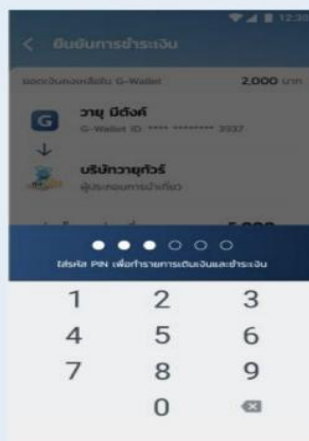 12:30
ยืนยันการชำระเงิน
ยอดเงินคงเหลือใน G-Wallet 2,000 บาท
วายุ มีตังค์
G-Wallet ID **** ******** 3937
บริษัทวายุทัวร์
ผู้ประกอบการนำเที่ยว
5,000
ใส่รหัส PIN เพื่อทำรายการเติมเงินและชำระเงิน
1 2 3
4 5 6
7 8 9
0